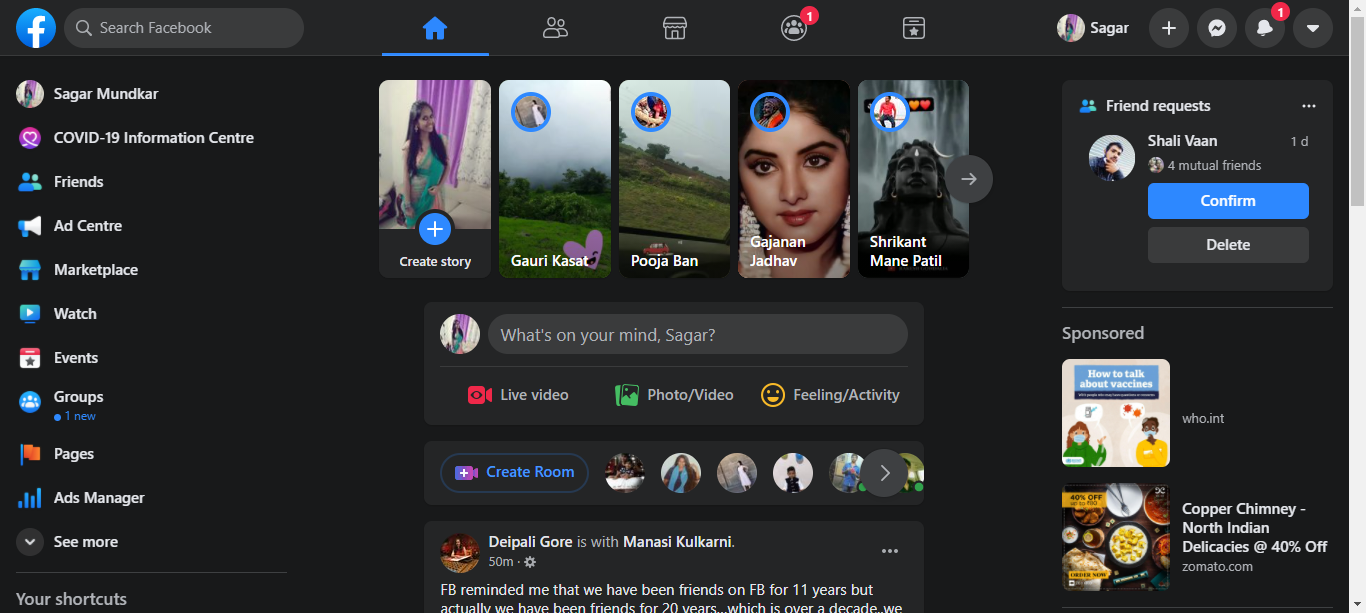 Search Facebook
1
Sagar
1
Sagar Mundkar
COVID-19 Information Centre
Friends
Ad Centre
Marketplace
Watch
Events
Groups
1 new
Pages
Ads Manager
See more
Your shortcuts
Create story
Gauri Kasat
Pooja Ban
Gajanan
Jadhav
Shrikant
Mane Patil
What's on your mind, Sagar?
Live video
Photo/Video
Feeling/Activity
Create Room
Deipali Gore is with Manasi Kulkarni.
50m ·
FB reminded me that we have been friends on FB for 11 years but
actually we have been friends for 20 years...which is over a decade..we
Friend requests
Shali Vaan
1 d
4 mutual friends
Confirm
Delete
Sponsored
How to talk
about vaccines
who.int
40% OFF
ORDER NOW
Copper Chimney -
North Indian
Delicacies @ 40% Off
zomato.com